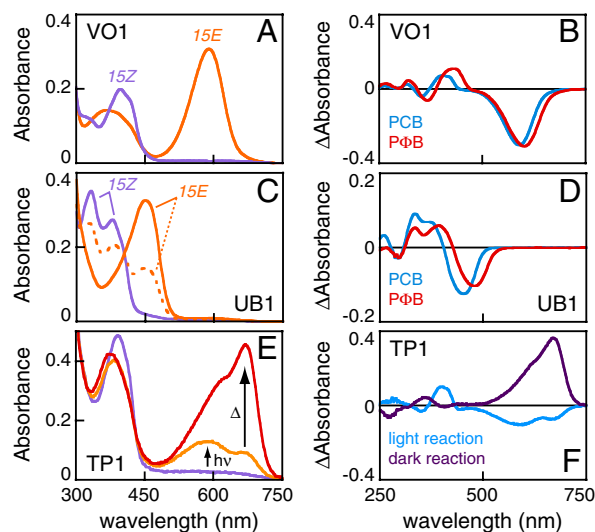 VO1 15Z 15E A
Absorbance
0.2
0
VO1 B
ΔAbsorbance
0.4
0
-0.4
PCB
PΦB
250 500 750
0.4 15Z 15E C
Absorbance
0.2
0
UB1
0.2 D
ΔAbsorbance
0
-0.2
PCB
PΦB
UB1
E
Absorbance
0.4
0.2
0
TP1
Δ
hν
300 450 600 750
wavelength (nm)
0.4 TP1
ΔAbsorbance
0
-0.4
light reaction
dark reaction
F
250 500 750
wavelength (nm)